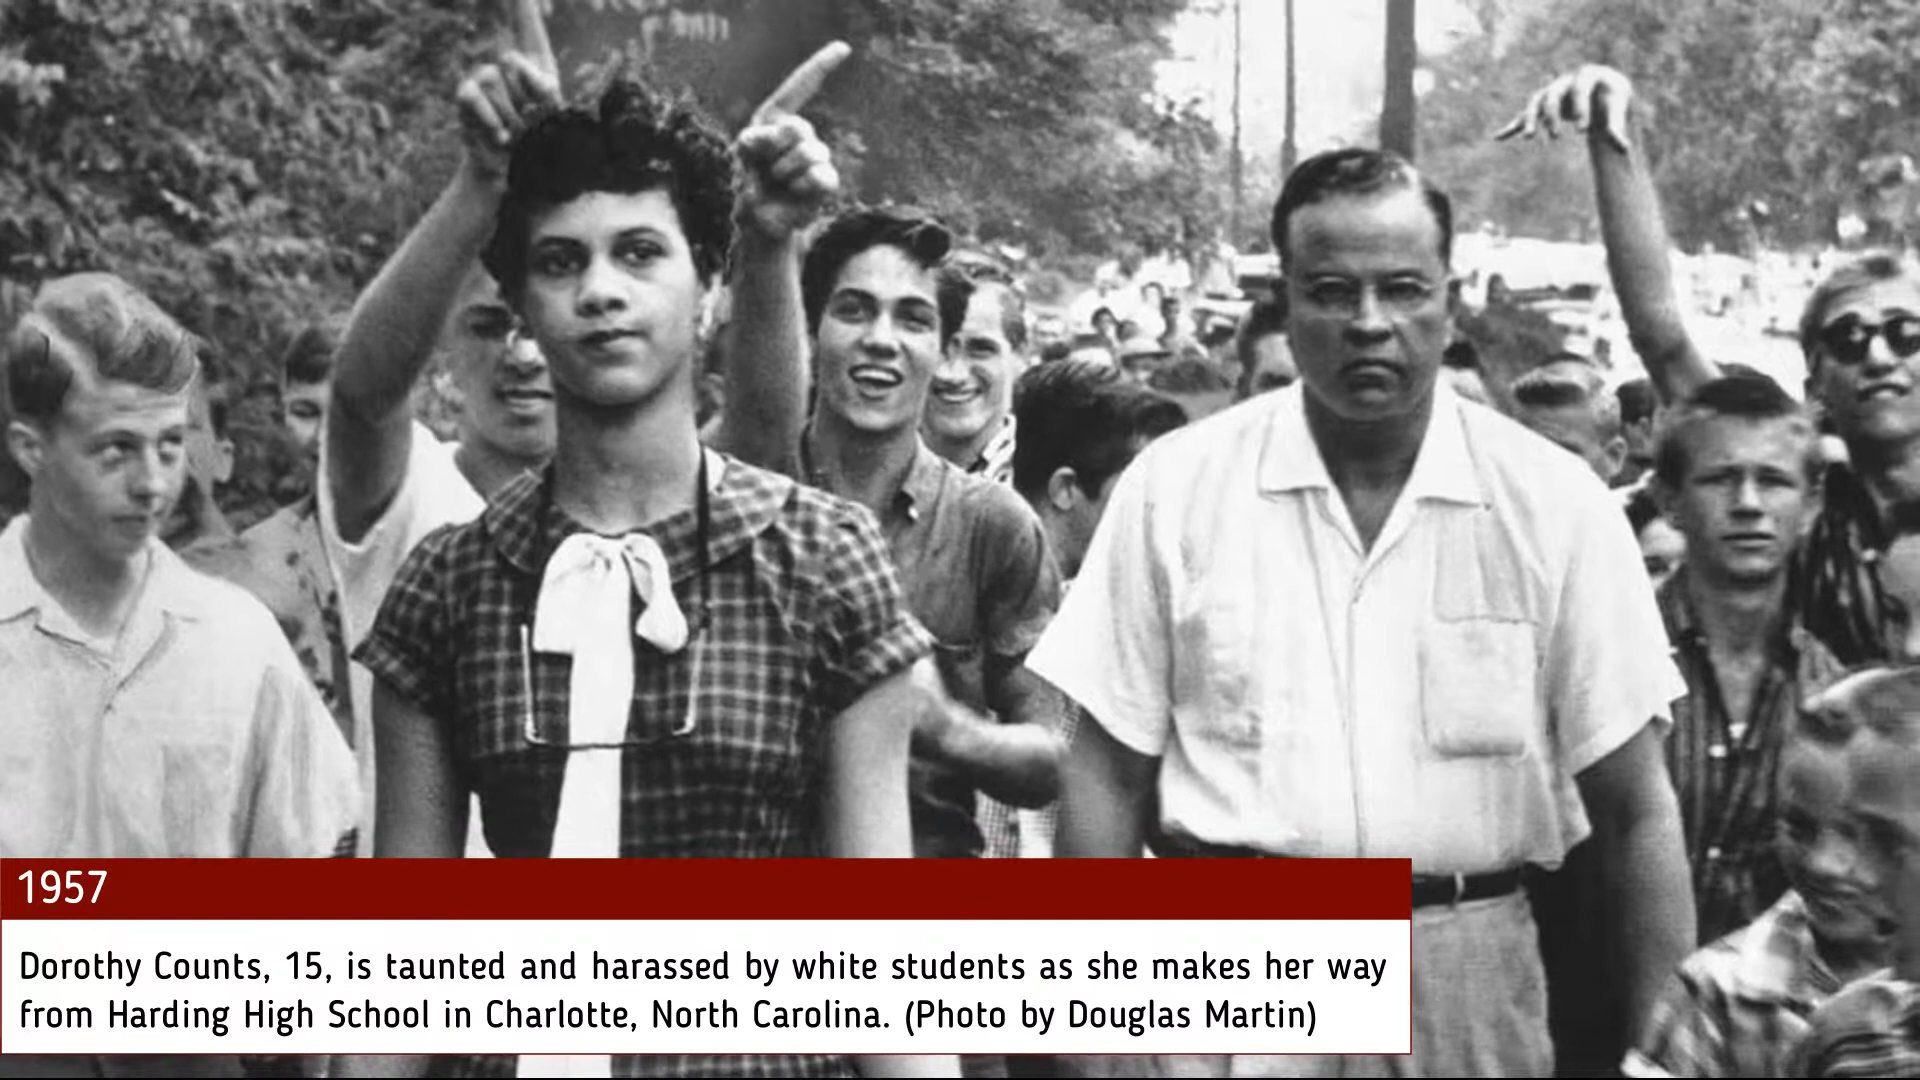 1957
Dorothy Counts, 15, is taunted and harassed by white students as she makes her way
from Harding High School in Charlotte, North Carolina. (Photo by Douglas Martin)